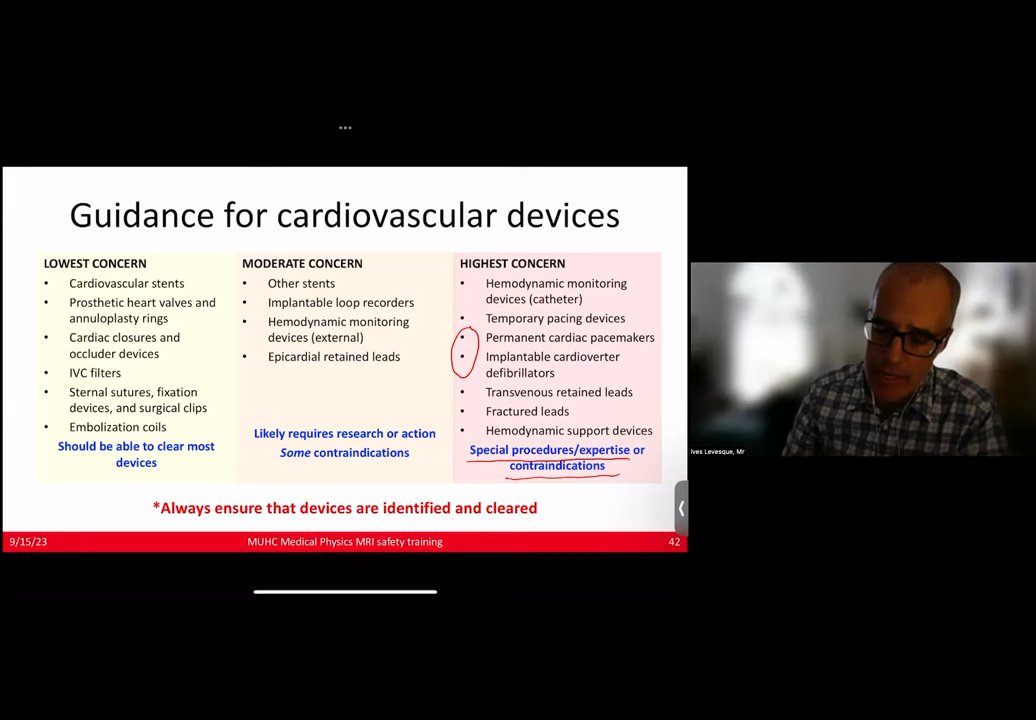 Guidance for cardiovascular devices
LOWEST CONCERN
• Cardiovascular stents
• Prosthetic heart valves and
annuloplasty rings
• Cardiac closures and
occluder devices
• IVC filters
• Sternal sutures, fixation
devices, and surgical clips
• Embolization coils
Should be able to clear most
devices
MODERATE CONCERN
• Other stents
• Implantable loop recorders
• Hemodynamic monitoring
devices (external)
• Epicardial retained leads
Likely requires research or action
Some contraindications
HIGHEST CONCERN
• Hemodynamic monitoring
devices (catheter)
• Temporary pacing devices
• Permanent cardiac pacemakers
• Implantable cardioverter
defibrillators
• Transvenous retained leads
• Fractured leads
• Hemodynamic support devices
Special procedures/expertise or
contraindications
*Always ensure that devices are identified and cleared
9/15/23
MUHC Medical Physics MRI safety training
42
Ives Levesque, Mr